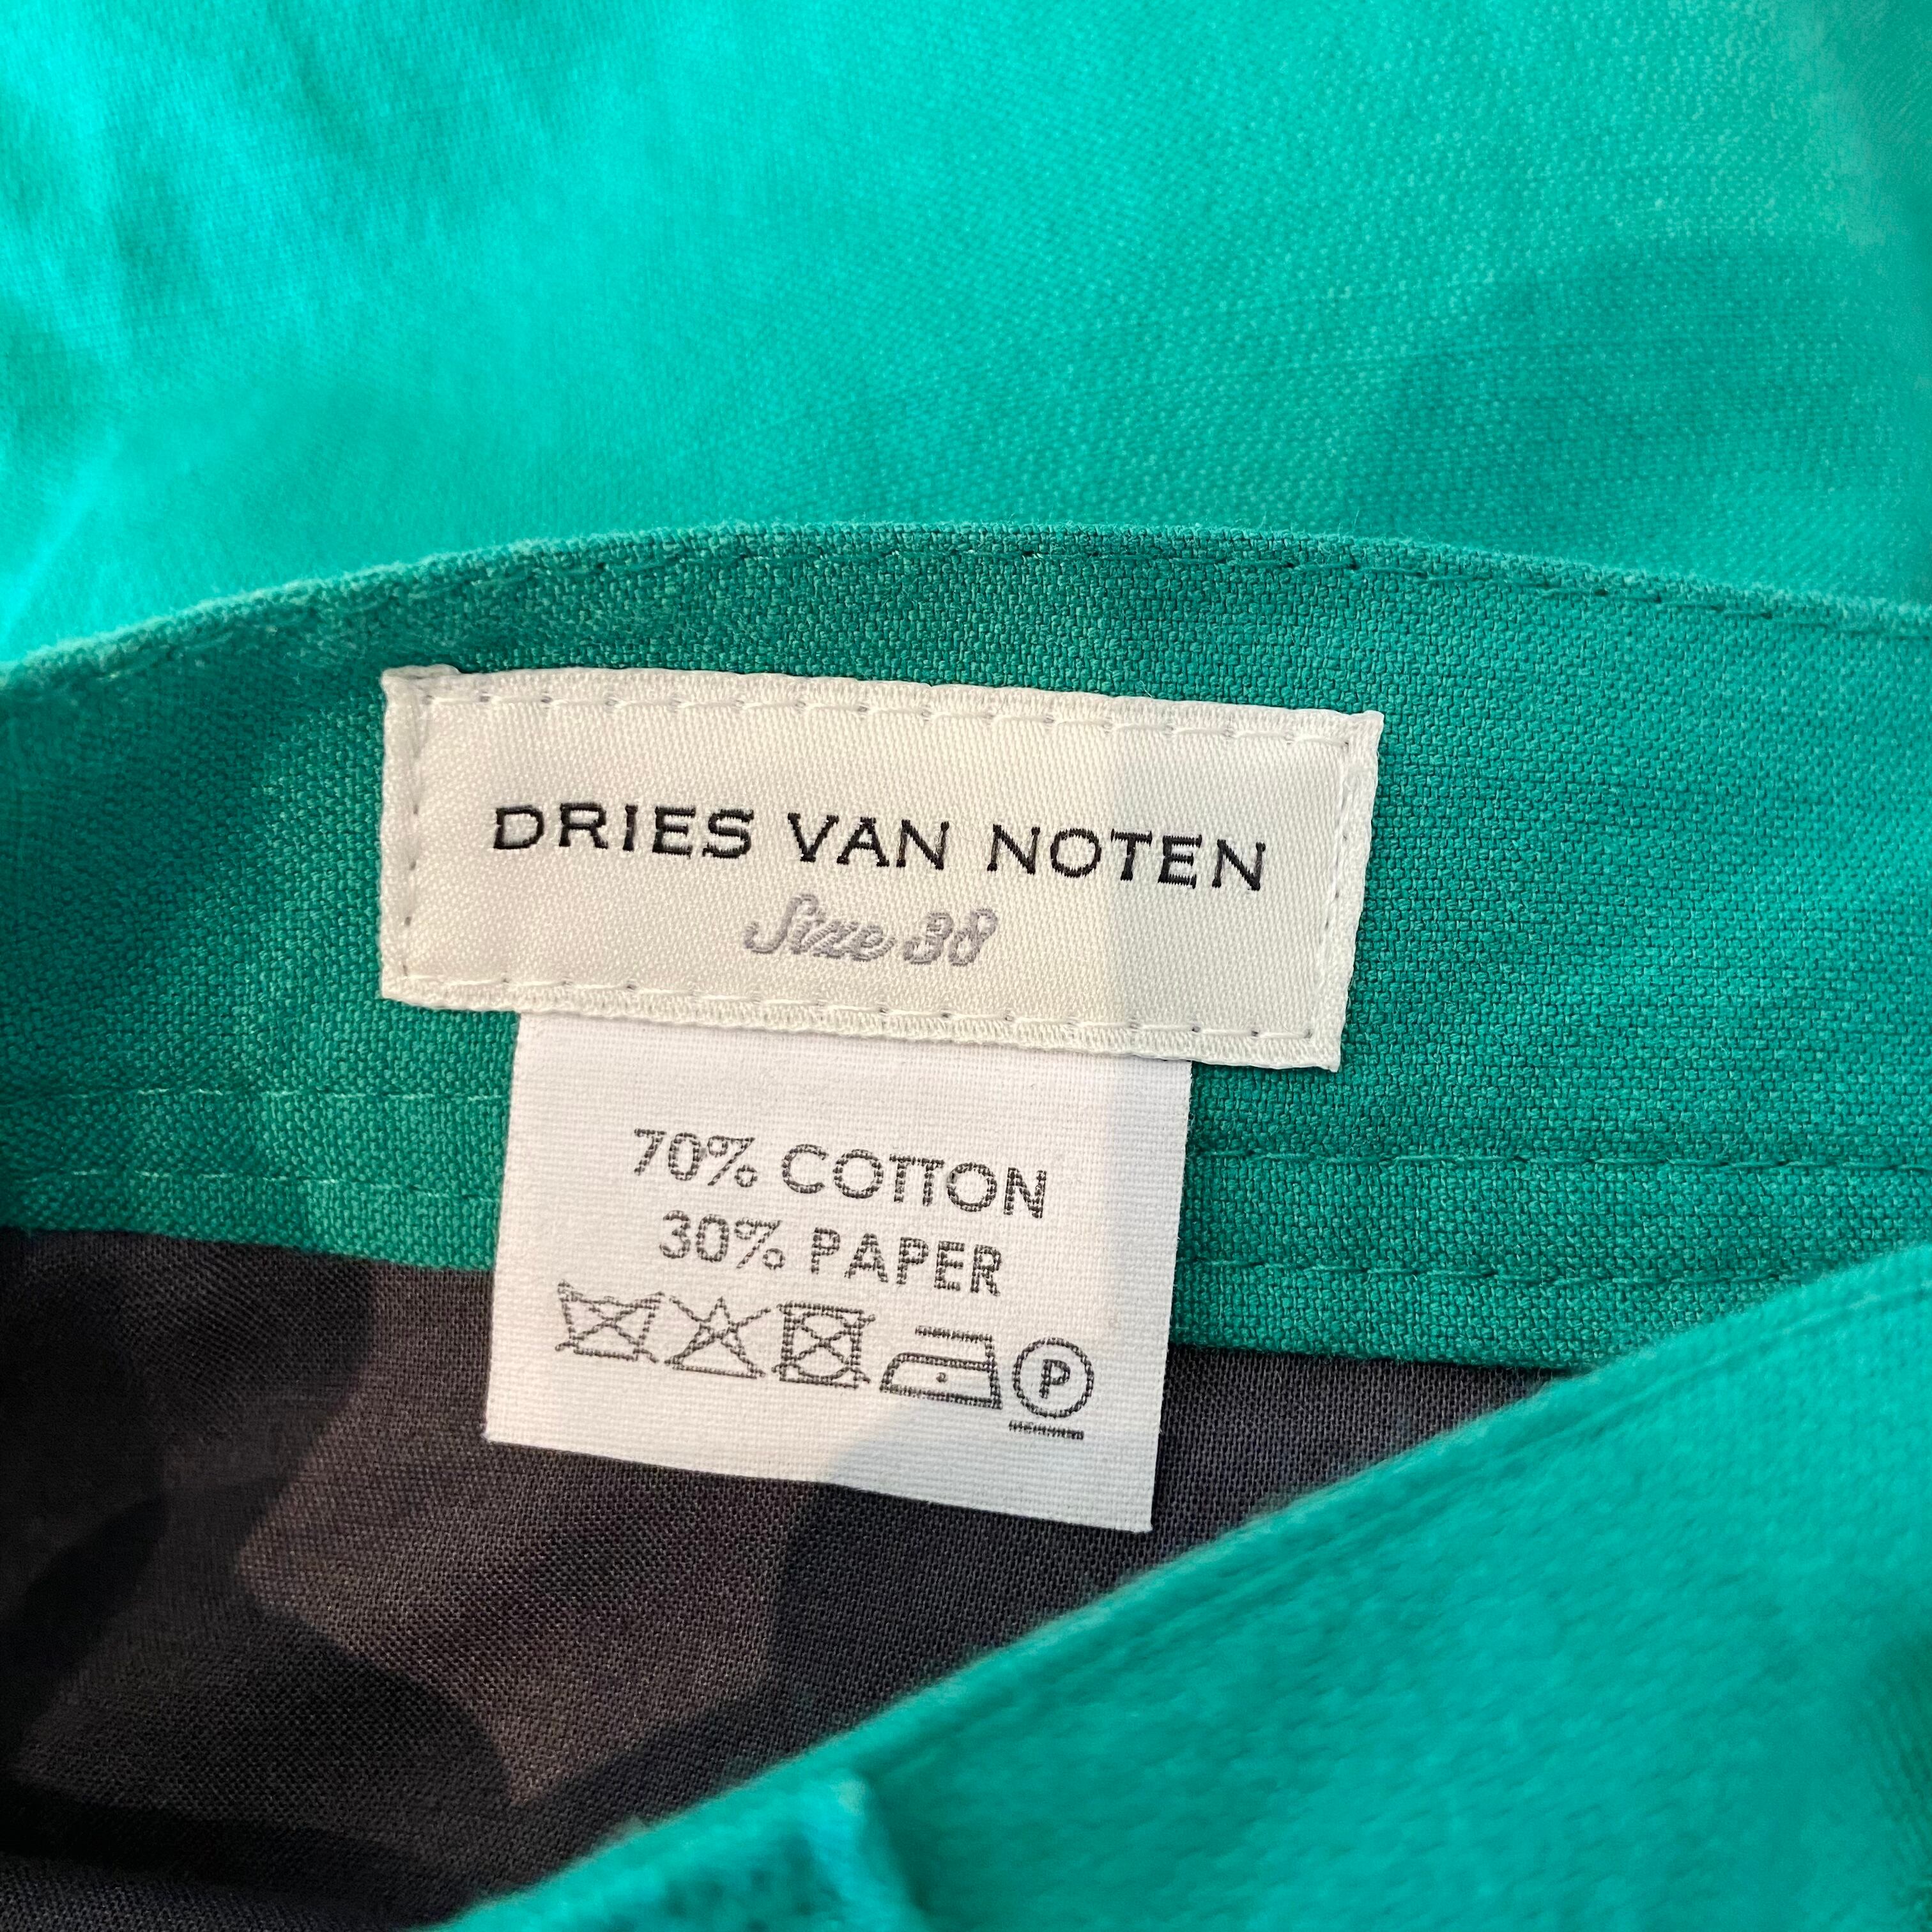 DRIES VAN NOTEN
Size 38
70% COTTON
30% PAPER
P